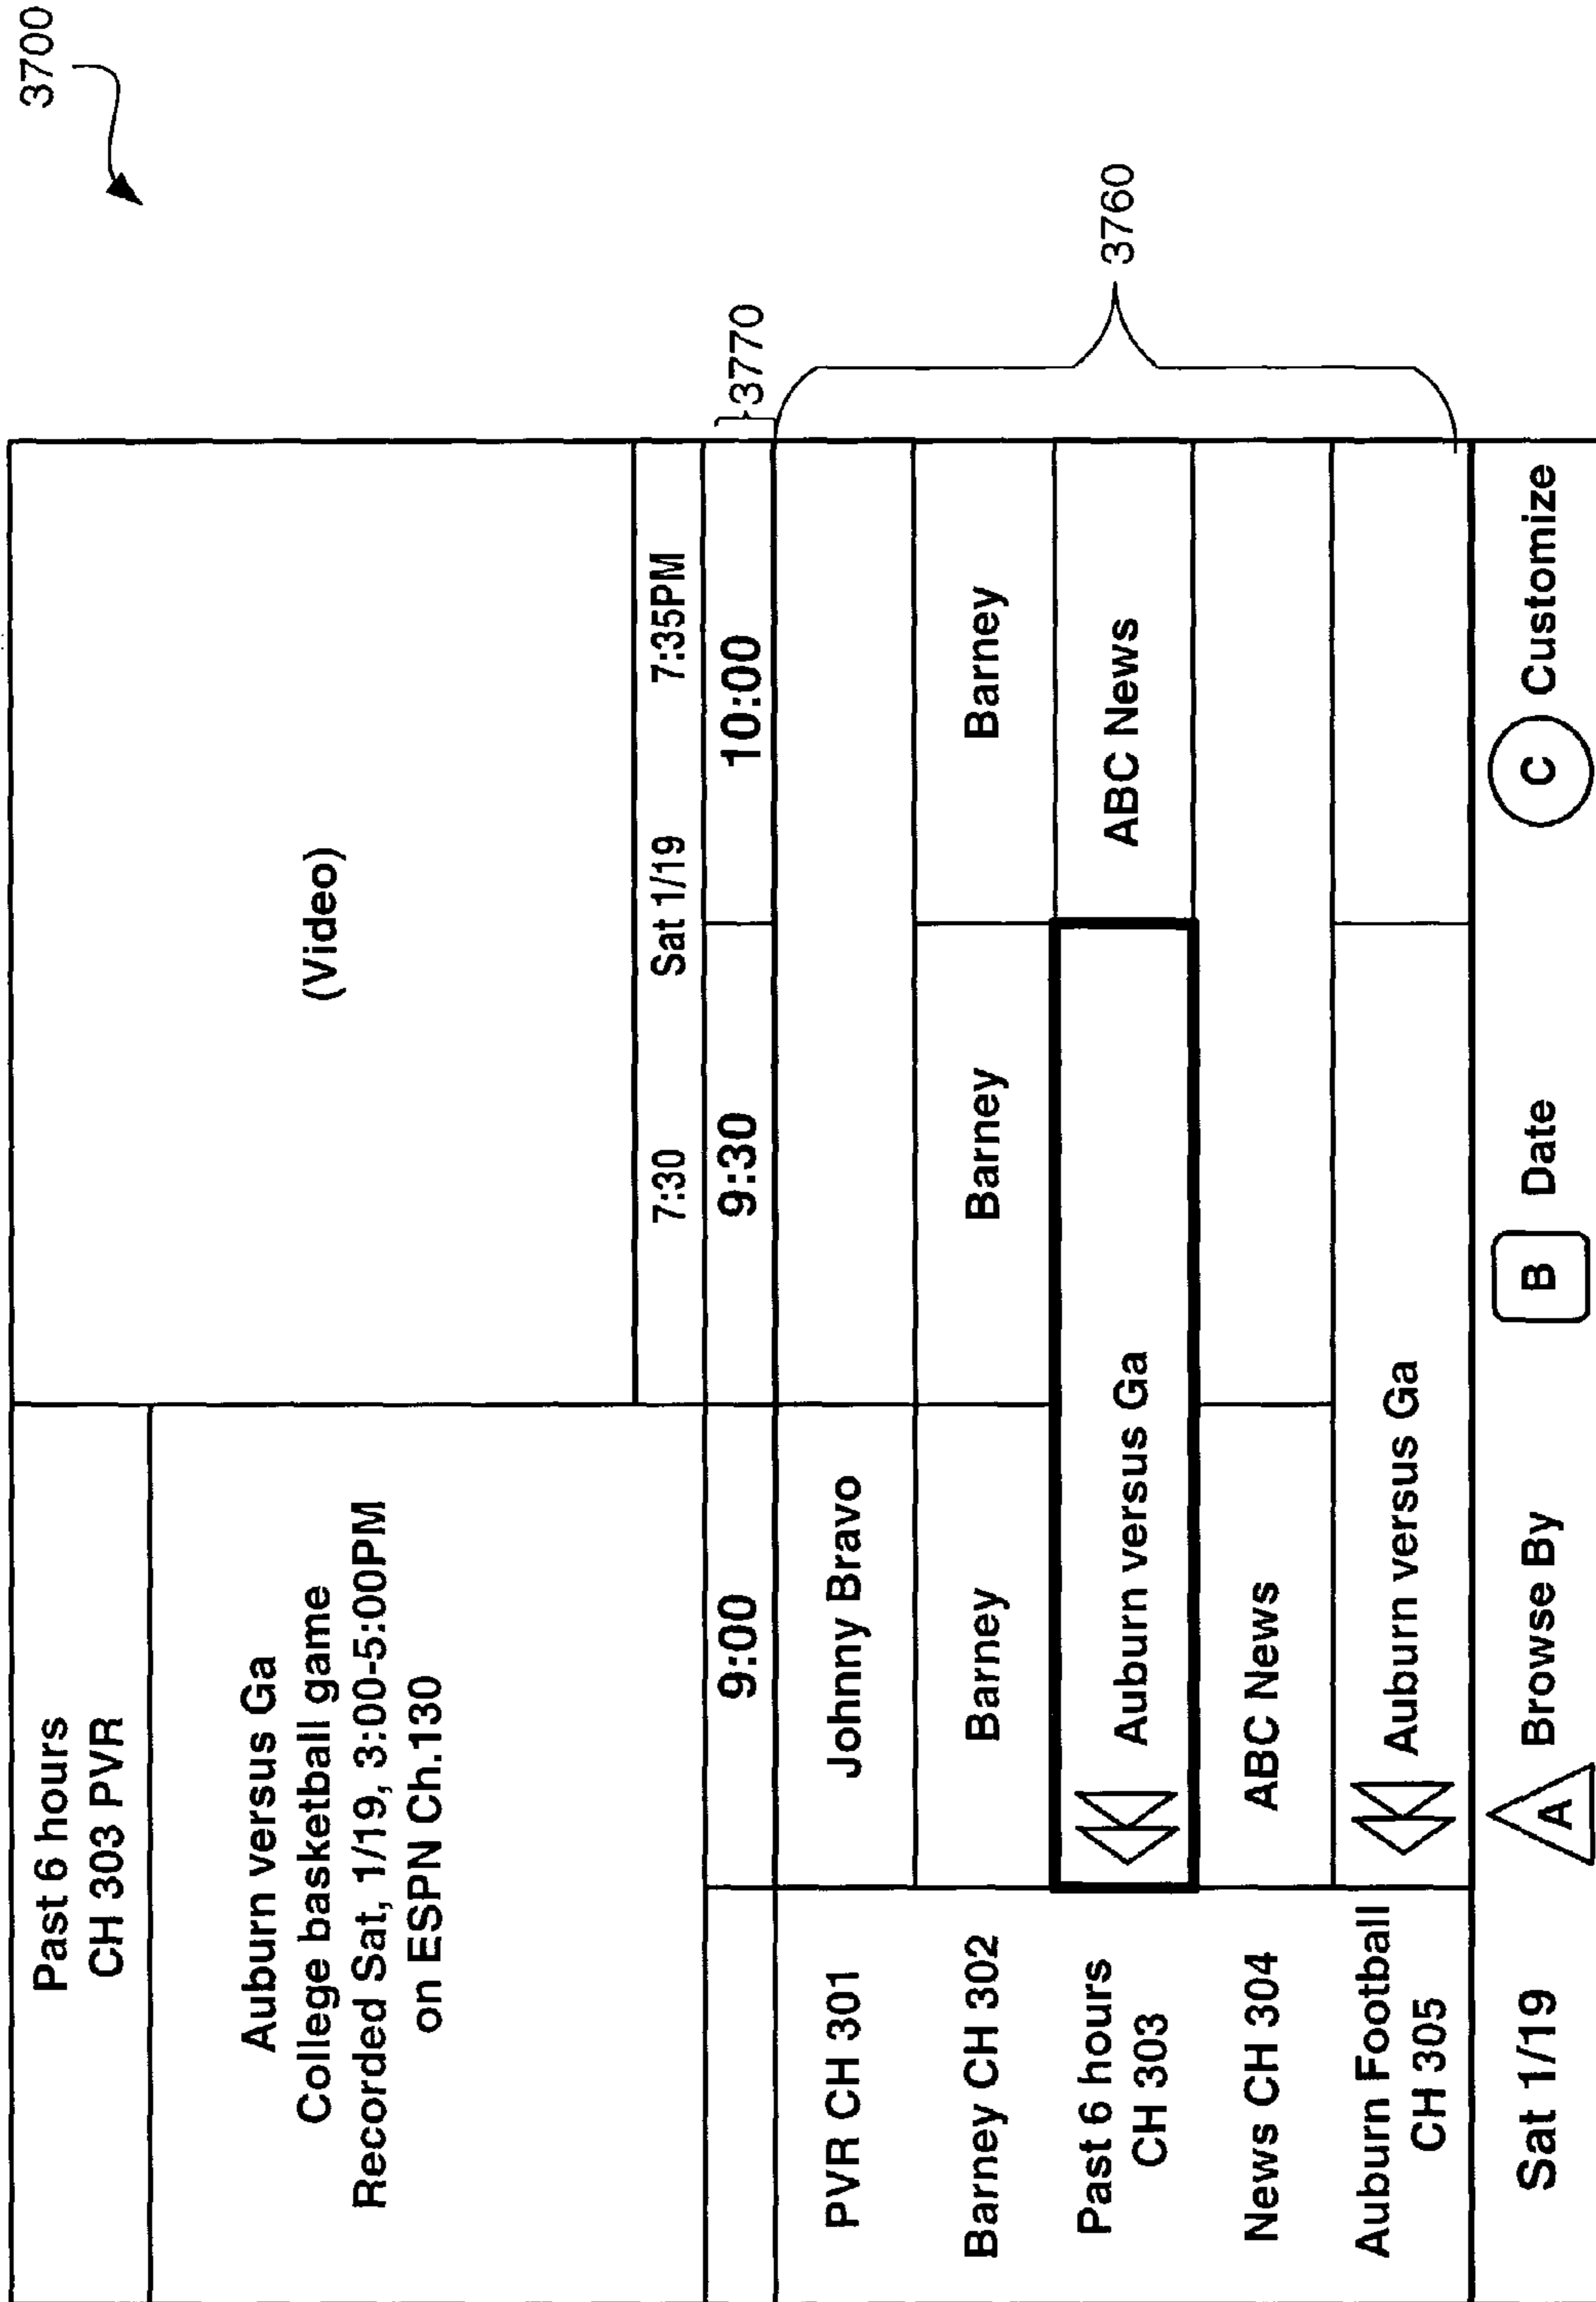 3700
Past 6 hours
CH 303 PVR
Auburn versus Ga
College basketball game
Recorded Sat, 1/19, 3:00-5:00PM
on ESPN Ch.130
(Video)
7:30 Sat 1/19 7:35PM
9:00 9:30 10:00
3770
PVR CH 301 Johnny Bravo
Barney CH 302 Barney Barney Barney
Past 6 hours
CH 303
Auburn versus Ga ABC News
3760
News CH 304 ABC News
Auburn Football
CH 305
Auburn versus Ga
Sat 1/19 A Browse By B Date C Customize